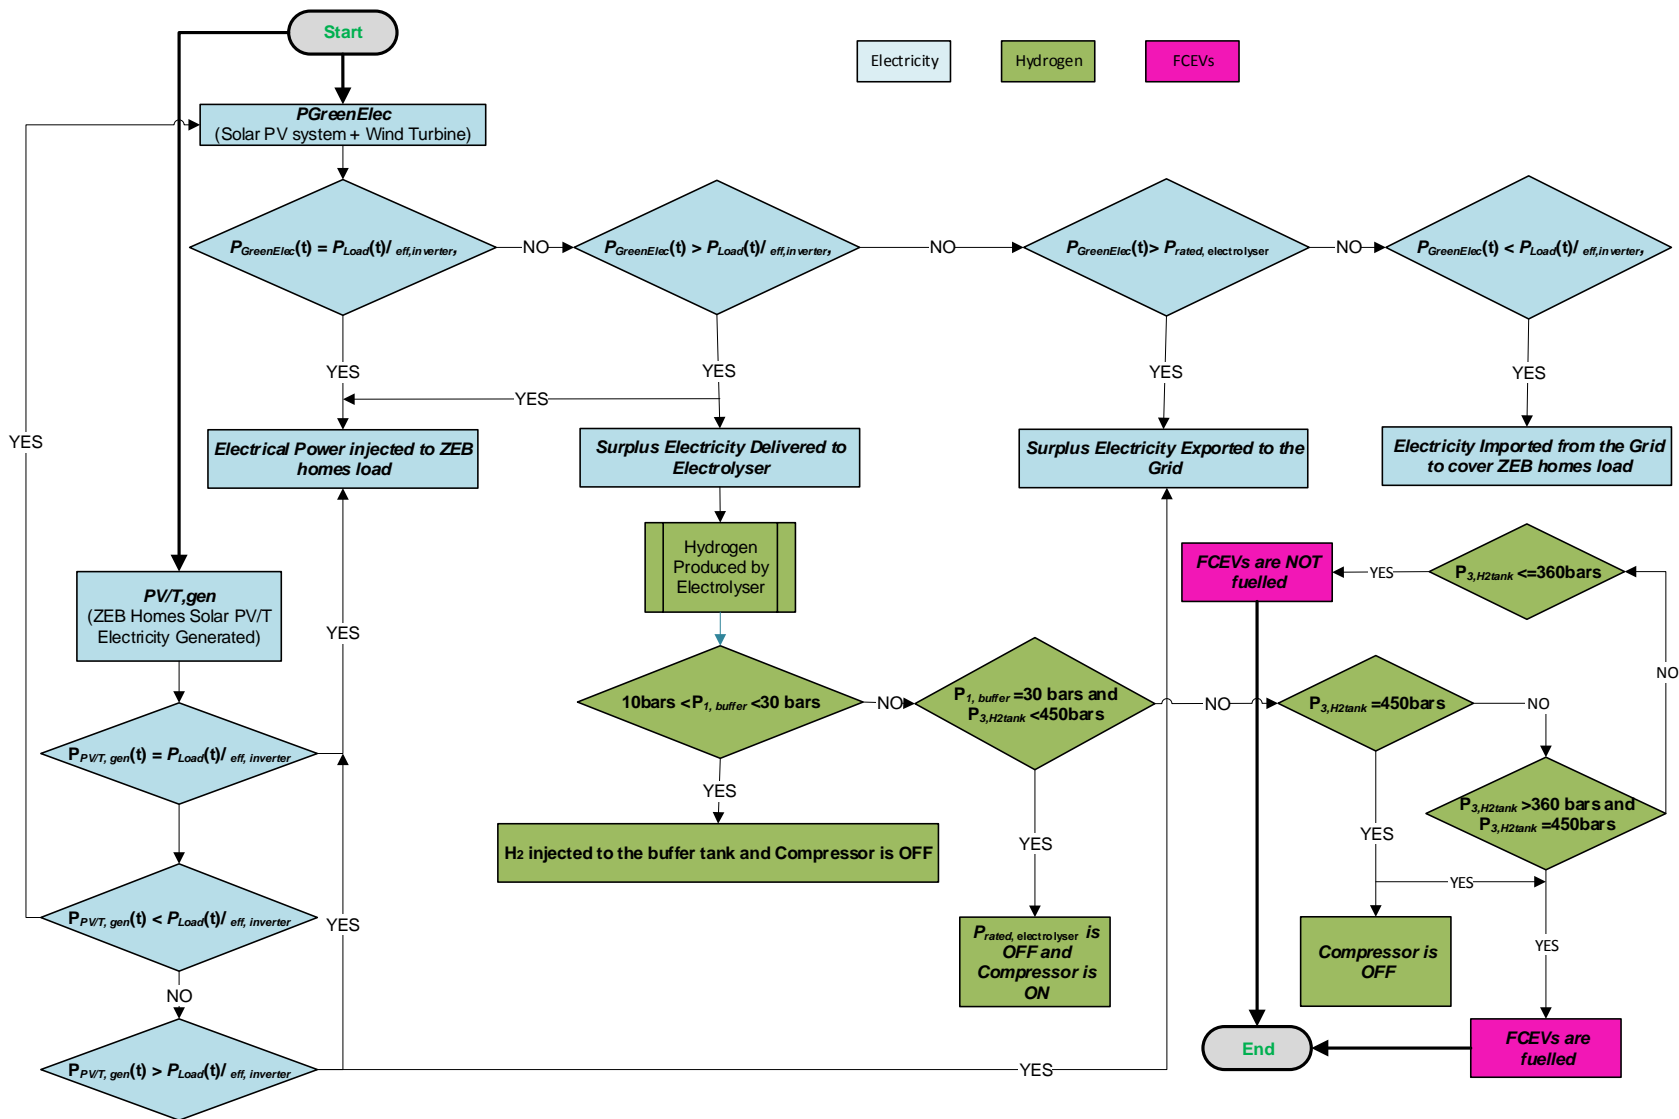 Start
Electricity
Hydrogen
FCEVs
PGreenElec
(Solar PV system + Wind Turbine)
PGreenElec(t) = PLoad(t)/ eff,inverter,
NO
PGreenElec(t) > PLoad(t)/ eff,inverter,
NO
PGreenElec(t)> Prated, electrolyser
NO
PGreenElec(t) < PLoad(t)/ eff,inverter,
YES
YES
YES
YES
YES
YES
Electrical Power injected to ZEB
homes load
Surplus Electricity Delivered to
Electrolyser
Surplus Electricity Exported to the
Grid
Electricity Imported from the Grid
to cover ZEB homes load
Hydrogen
Produced by
Electrolyser
FCEVs are NOT
fuelled
YES
P3,H2tank <=360bars
PV/T,gen
(ZEB Homes Solar PV/T
Electricity Generated)
YES
NO
10bars <P1, buffer <30 bars
NO
P1, buffer =30 bars and
P3,H2tank <450bars
NO
P3,H2tank =450bars
NO
PPV/T, gen(t) = PLoad(t)/ eff, inverter
YES
P3,H2tank >360 bars and
P3,H2tank =450bars
H2 injected to the buffer tank and Compressor is OFF
YES
YES
YES
PPV/T, gen(t) < PLoad(t)/ eff, inverter
YES
Prated, electrolyser is
OFF and
Compressor is
ON
Compressor is
OFF
YES
NO
End
FCEVs are
fuelled
PPV/T, gen(t) > PLoad(t)/ eff, inverter
YES